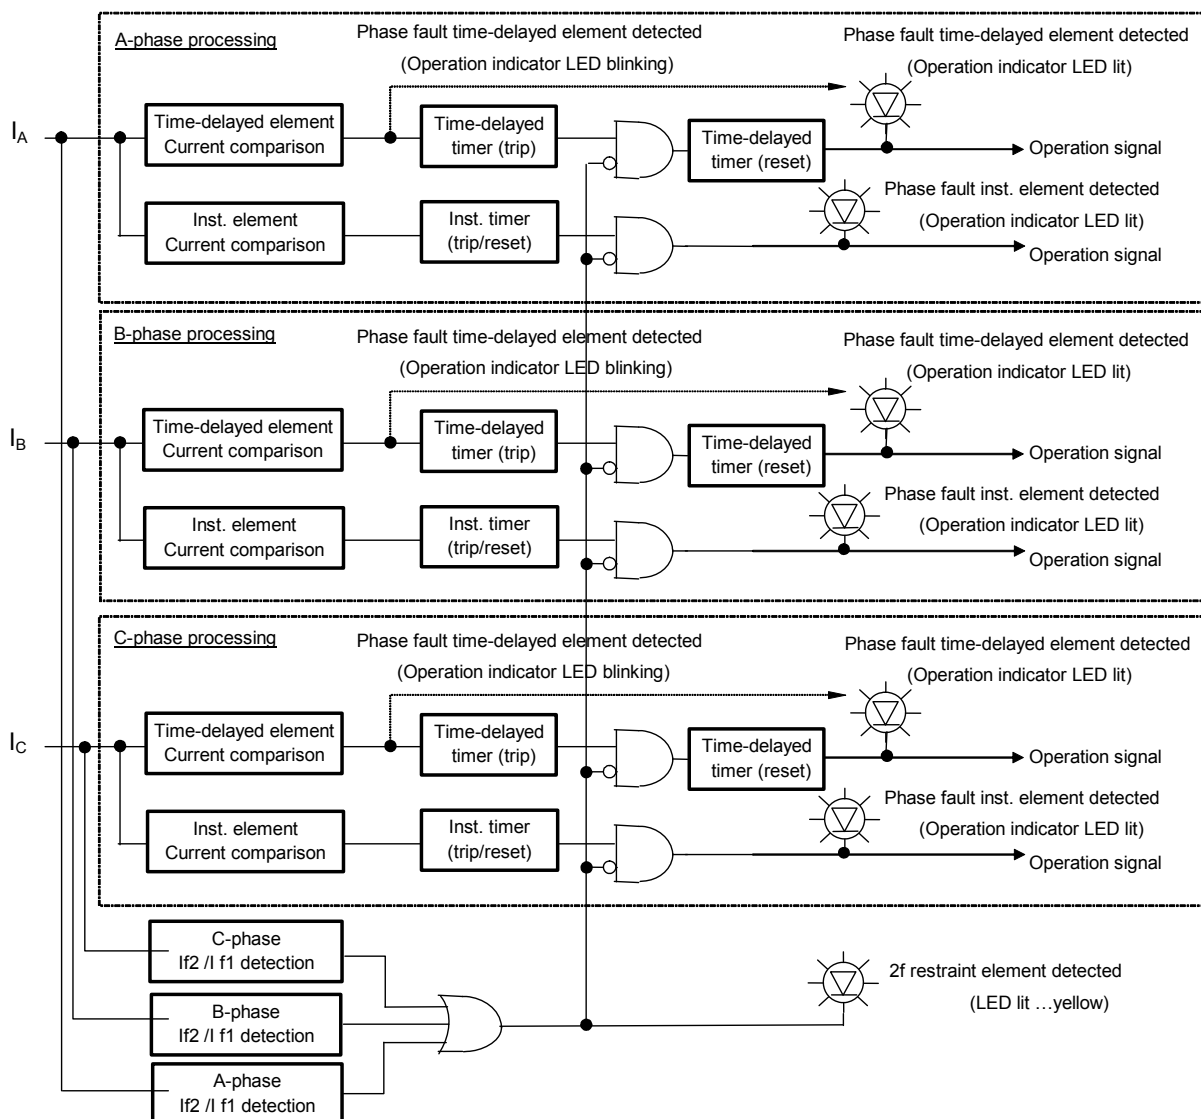 A-phase processing
Phase fault time-delayed element detected
(Operation indicator LED blinking)
Phase fault time-delayed element detected
(Operation indicator LED lit)
IA
Time-delayed element
Current comparison
Time-delayed
timer (trip)
Time-delayed
timer (reset)
Operation signal
Phase fault inst. element detected
(Operation indicator LED lit)
Inst. element
Current comparison
Inst. timer
(trip/reset)
Operation signal
B-phase processing
Phase fault time-delayed element detected
(Operation indicator LED blinking)
Phase fault time-delayed element detected
(Operation indicator LED lit)
IB
Time-delayed element
Current comparison
Time-delayed
timer (trip)
Time-delayed
timer (reset)
Operation signal
Phase fault inst. element detected
(Operation indicator LED lit)
Inst. element
Current comparison
Inst. timer
(trip/reset)
Operation signal
C-phase processing
Phase fault time-delayed element detected
(Operation indicator LED blinking)
Phase fault time-delayed element detected
(Operation indicator LED lit)
IC
Time-delayed element
Current comparison
Time-delayed
timer (trip)
Time-delayed
timer (reset)
Operation signal
Phase fault inst. element detected
(Operation indicator LED lit)
Inst. element
Current comparison
Inst. timer
(trip/reset)
Operation signal
C-phase
If2 /I f1 detection
B-phase
If2 /I f1 detection
A-phase
If2 /I f1 detection
2f restraint element detected
(LED lit …yellow)